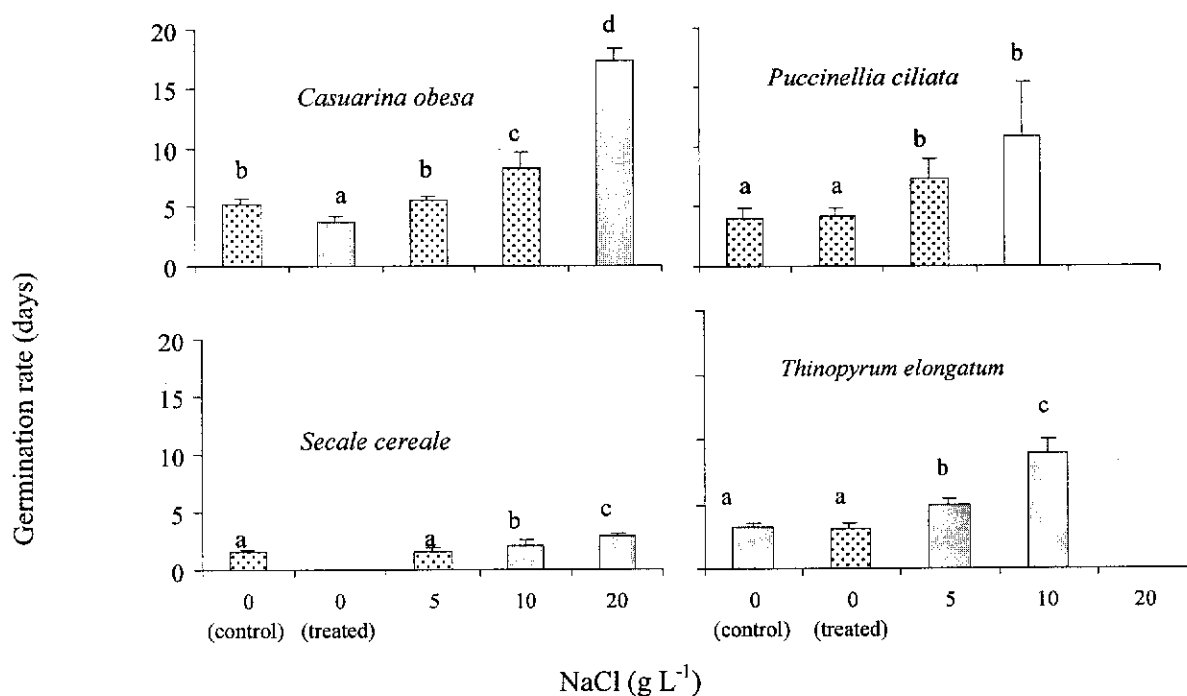 20
15
10
5
0
Casuarina obesa
b
a
b
c
d
Puccinellia ciliata
a
a
b
b
Germination rate (days)
20
15
10
5
0
Secale cereale
a
a
b
c
Thinopyrum elongatum
a
a
b
c
0 0 5 10 20
(control) (treated)
0 0 5 10 20
(control) (treated)
NaCl (g L⁻¹)